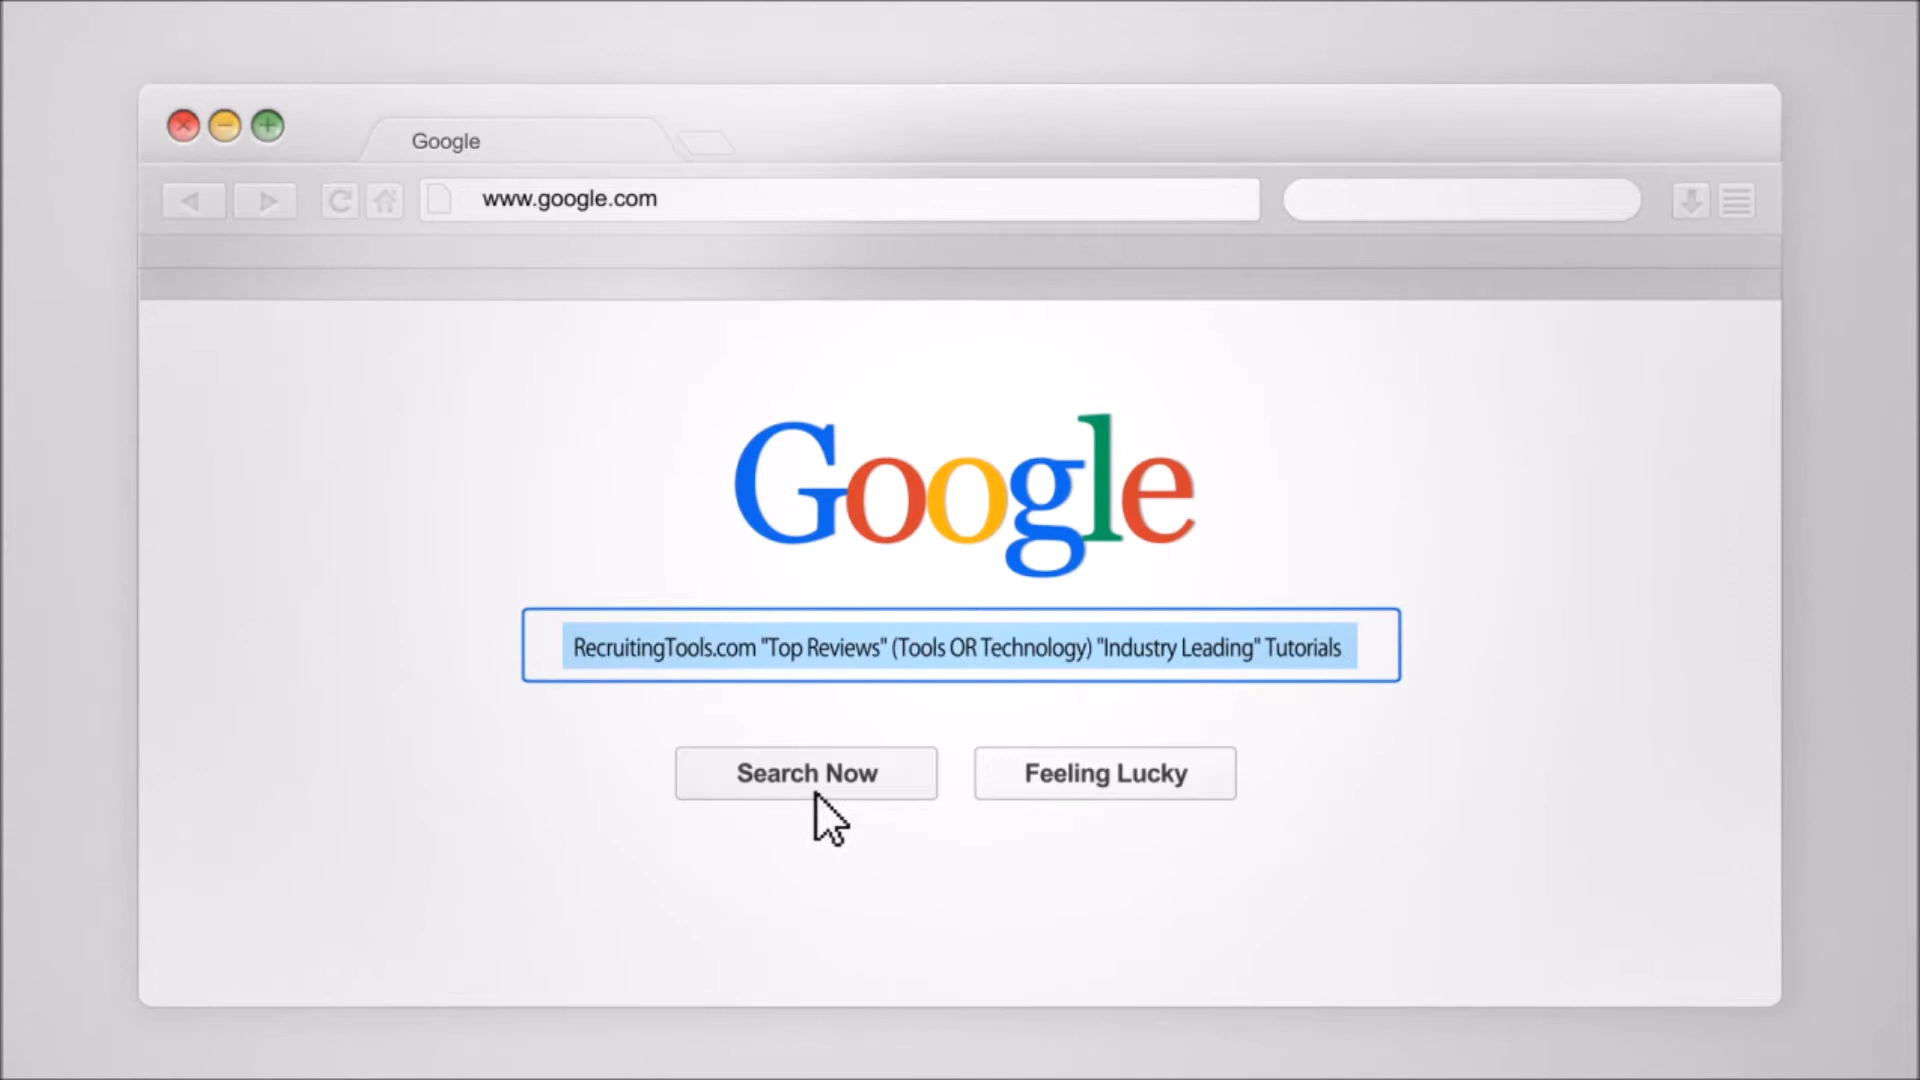 Google
www.google.com
Google
RecruitingTools.com "Top Reviews" (Tools OR Technology) "Industry Leading" Tutorials
Search Now
Feeling Lucky